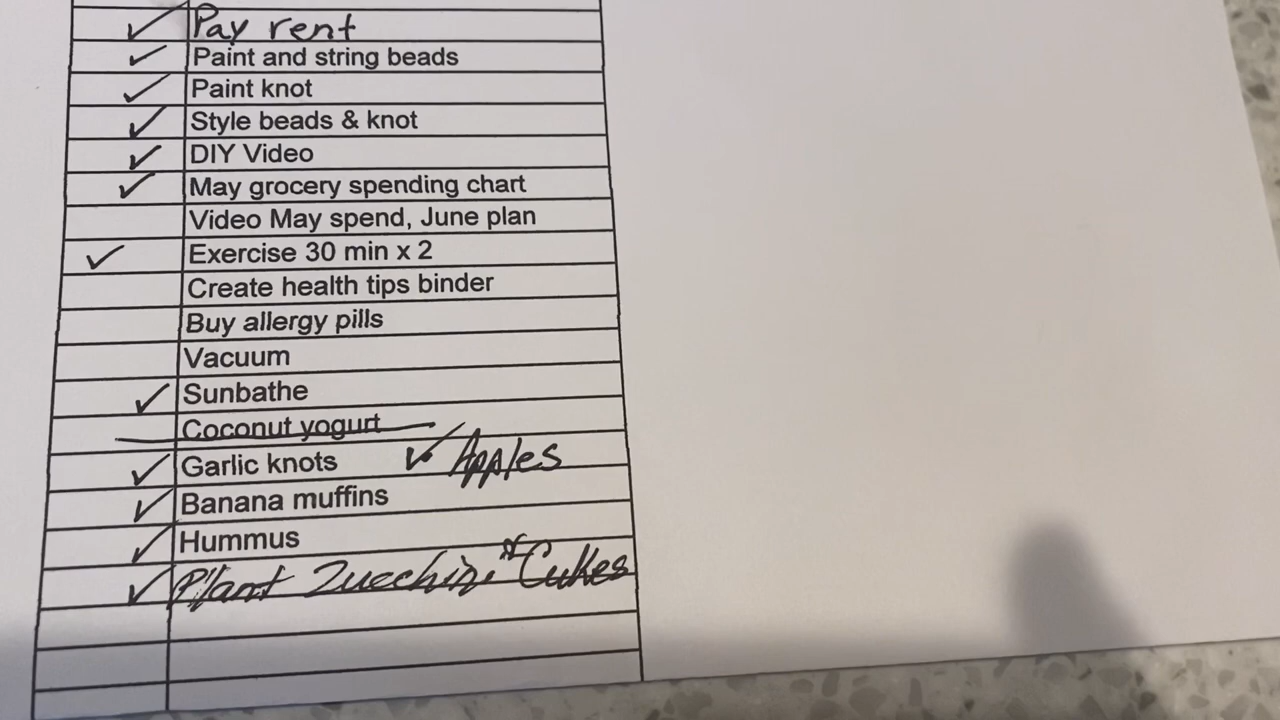 ✓ Pay rent
✓ Paint and string beads
✓ Paint knot
✓ Style beads & knot
✓ DIY Video
✓ May grocery spending chart
Video May spend, June plan
✓ Exercise 30 min x 2
Create health tips binder
Buy allergy pills
Vacuum
✓ Sunbathe
Coconut yogurt
✓ Garlic knots ✓ Apples
✓ Banana muffins
✓ Hummus
✓ Plant Zucchini & Cukes